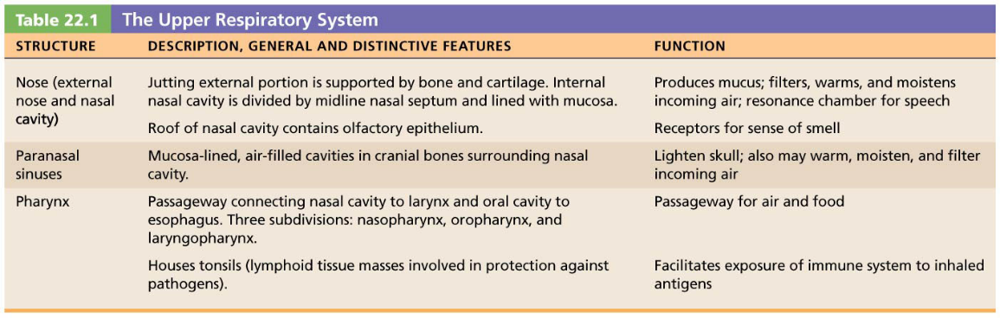 Table 22.1 The Upper Respiratory System
STRUCTURE DESCRIPTION, GENERAL AND DISTINCTIVE FEATURES FUNCTION
Nose (external nose and nasal cavity)
Jutting external portion is supported by bone and cartilage. Internal
nasal cavity is divided by midline nasal septum and lined with mucosa.
Produces mucus; filters, warms, and moistens
incoming air; resonance chamber for speech
Roof of nasal cavity contains olfactory epithelium.
Receptors for sense of smell
Paranasal
sinuses
Mucosa-lined, air-filled cavities in cranial bones surrounding nasal
cavity.
Lighten skull; also may warm, moisten, and filter
incoming air
Pharynx
Passageway connecting nasal cavity to larynx and oral cavity to
esophagus. Three subdivisions: nasopharynx, oropharynx, and
laryngopharynx.
Passageway for air and food
Houses tonsils (lymphoid tissue masses involved in protection against
pathogens).
Facilitates exposure of immune system to inhaled
antigens